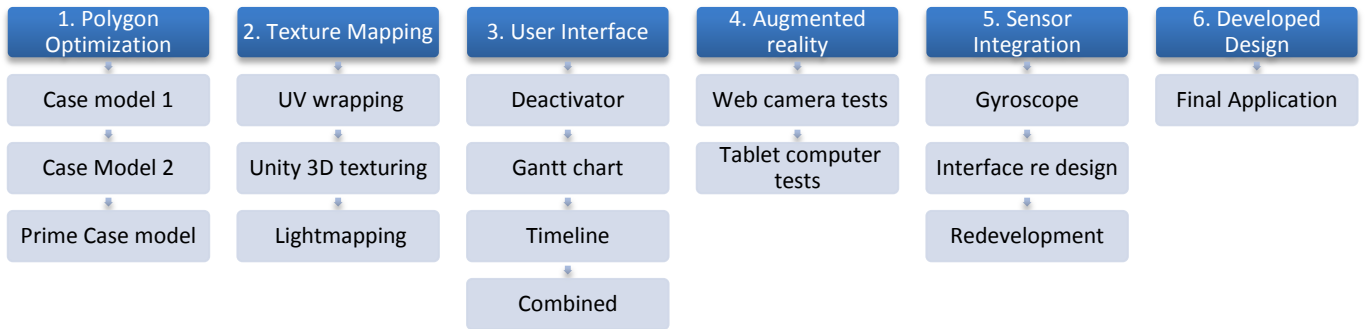 1. Polygon
Optimization
Case model 1
Case Model 2
Prime Case model
2. Texture Mapping
UV wrapping
Unity 3D texturing
Lightmapping
3. User Interface
Deactivator
Gantt chart
Timeline
Combined
4. Augmented
reality
Web camera tests
Tablet computer
tests
5. Sensor
Integration
Gyroscope
Interface re design
Redevelopment
6. Developed
Design
Final Application